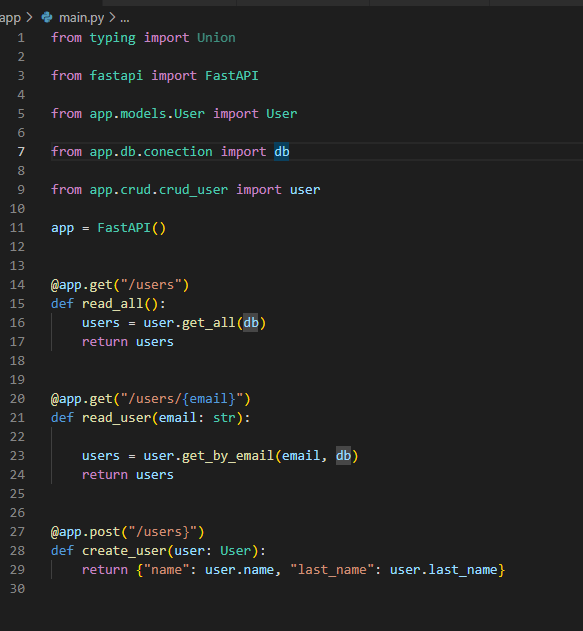 app > main.py > ...
1 from typing import Union
2
3 from fastapi import FastAPI
4
5 from app.models.User import User
6
7 from app.db.conection import db
8
9 from app.crud.crud_user import user
10
11 app = FastAPI()
12
13
14 @app.get("/users")
15 def read_all():
16     users = user.get_all(db)
17     return users
18
19
20 @app.get("/users/{email}")
21 def read_user(email: str):
22
23     users = user.get_by_email(email, db)
24     return users
25
26
27 @app.post("/users}")
28 def create_user(user: User):
29     return {"name": user.name, "last_name": user.last_name}
30